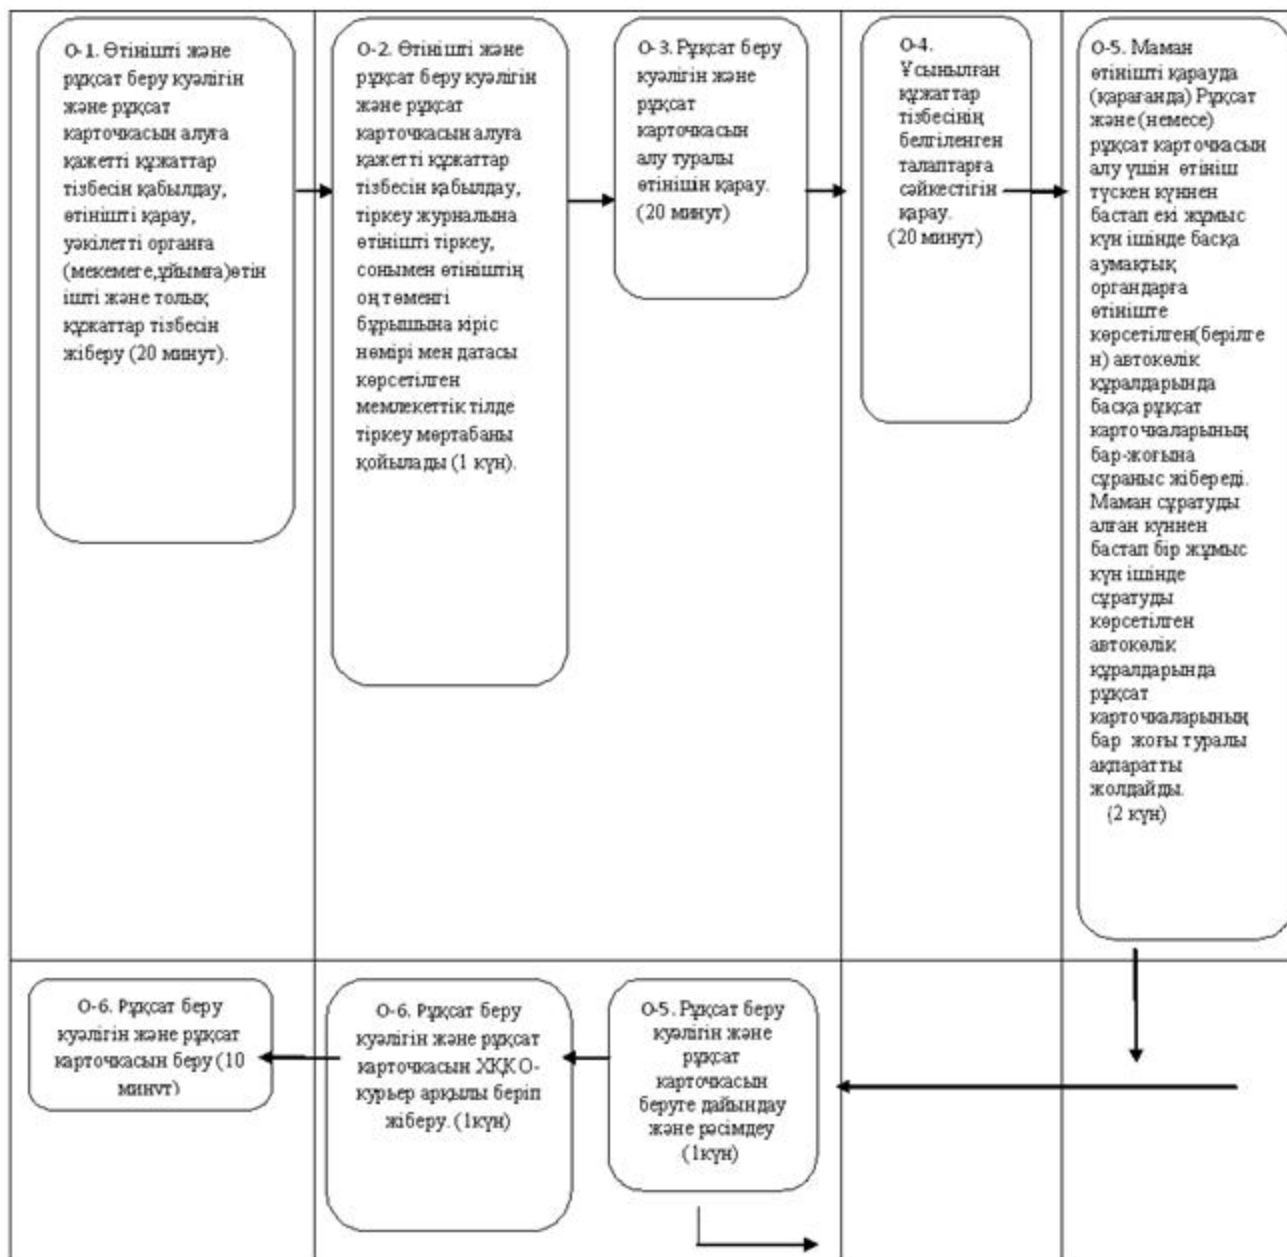 О-1. Өтінішті және
рұқсат беру куәлігін
және рұқсат
карточкасын алуға
қажетті құжаттар
тізбесін қабылдау,
өтінішті қарау,
уәкілетті органға
(мекемеге,ұйымға)өтін
ішті және толық
құжаттар тізбесін
жіберу (20 минут).
О-2. Өтінішті және
рұқсат беру куәлігін
және рұқсат
карточкасын алуға
қажетті құжаттар
тізбесін қабылдау,
тіркеу журналына
өтінішті тіркеу,
сонымен өтініштің
оң төменгі
бұрышына кіріс
нөмірі мен датасы
көрсетілген
мемлекеттік тілде
тіркеу мөртабаны
қойылады (1 күн).
О-3. Рұқсат беру
куәлігін және
рұқсат
карточкасын
алу туралы
өтінішін қарау.
(20 минут)
О-4.
Ұсынылған
құжаттар
тізбесінің
белгіленген
талаптарға
сәйкестігін
қарау.
(20 минут)
О-5. Маман
өтінішті қарауда
(қарағанда) Рұқсат
және (немесе)
рұқсат карточкасын
алу үшін өтініш
түскен күннен
бастап екі жұмыс
күн ішінде басқа
аумақтық
органдарға
өтініште
көрсетілген(берілге
н) автокөлік
құралдарында
басқа рұқсат
карточкаларының
бар-жоғына
сұраныс жібереді.
Маман сұратуды
алған күннен
бастап бір жұмыс
күн ішінде
сұратуды
көрсетілген
автокөлік
құралдарында
рұқсат
карточкаларының
бар жоғы туралы
ақпаратты
жолдайды.
(2 күн)
О-6. Рұқсат беру
куәлігін және рұқсат
карточкасын беру (10
минут)
О-6. Рұқсат беру
куәлігін және рұқсат
карточкасын ХҚКО-
курьер арқылы беріп
жіберу. (1күн)
О-5. Рұқсат беру
куәлігін және
рұқсат
карточкасын
беруге дайындау
және рәсімдеу
(1күн)